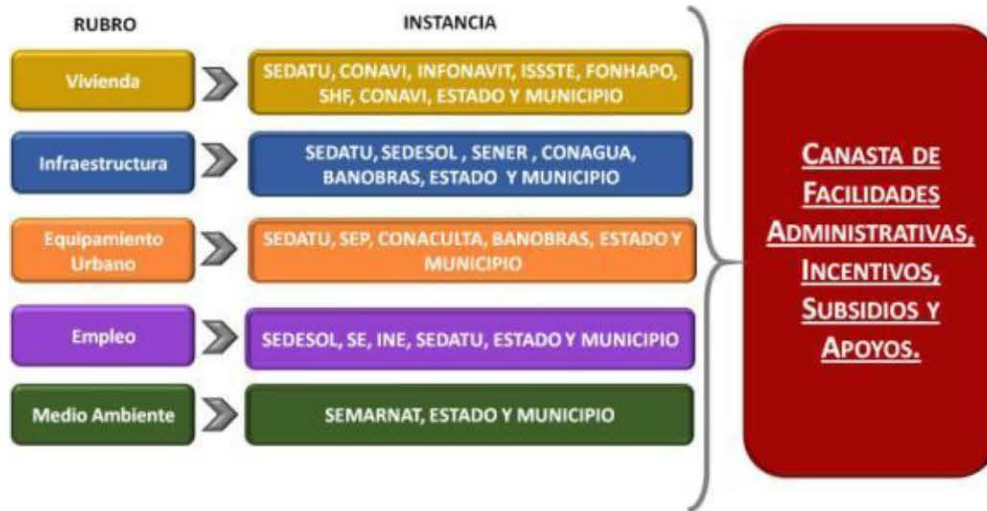 RUBRO
INSTANCIA
Vivienda
SEDATU, CONAVI, INFONAVIT, ISSSTE, FONHAPO,
SHF, CONAVI, ESTADO Y MUNICIPIO
Infraestructura
SEDATU, SEDESOL , SENER , CONAGUA,
BANOBRAS, ESTADO Y MUNICIPIO
Equipamiento
Urbano
SEDATU, SEP, CONACULTA, BANOBRAS, ESTADO Y
MUNICIPIO
Empleo
SEDESOL, SE, INE, SEDATU, ESTADO Y MUNICIPIO
Medio Ambiente
SEMARNAT, ESTADO Y MUNICIPIO
CANASTA DE
FACILIDADES
ADMINISTRATIVAS,
INCENTIVOS,
SUBSIDIOS Y
APOYOS.